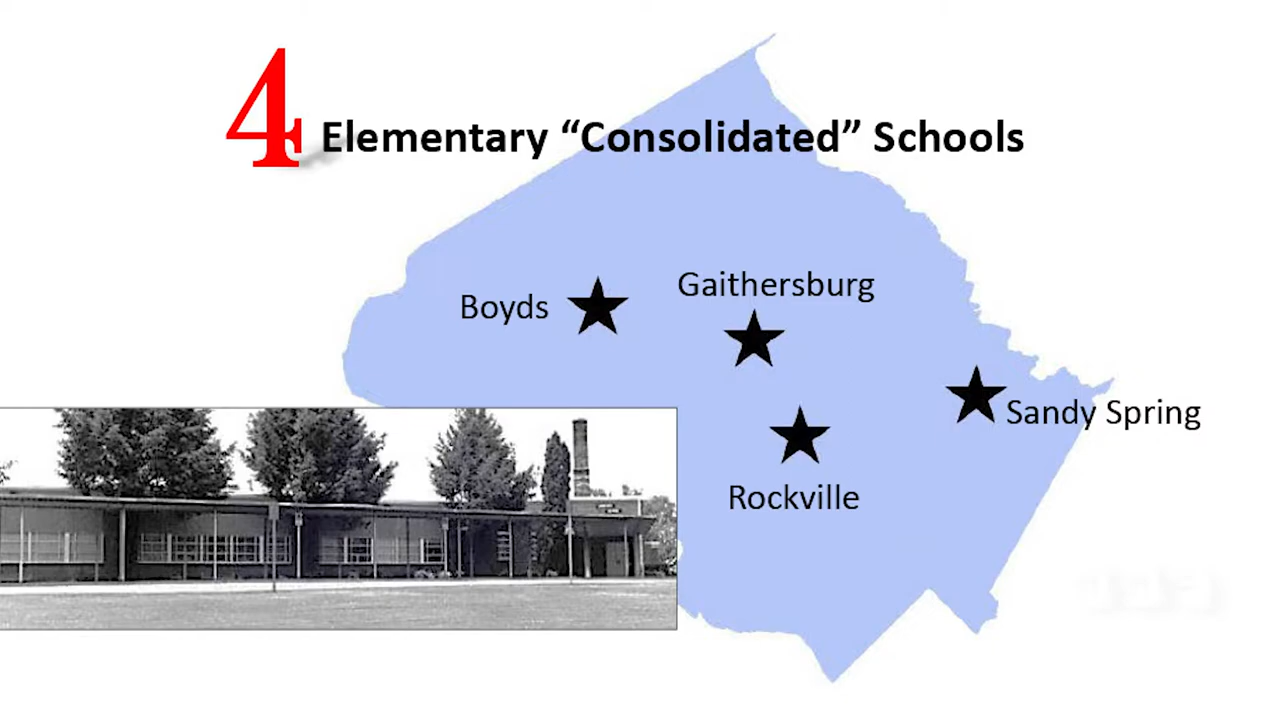 4 Elementary “Consolidated” Schools
Gaithersburg
Boyds
Sandy Spring
Rockville